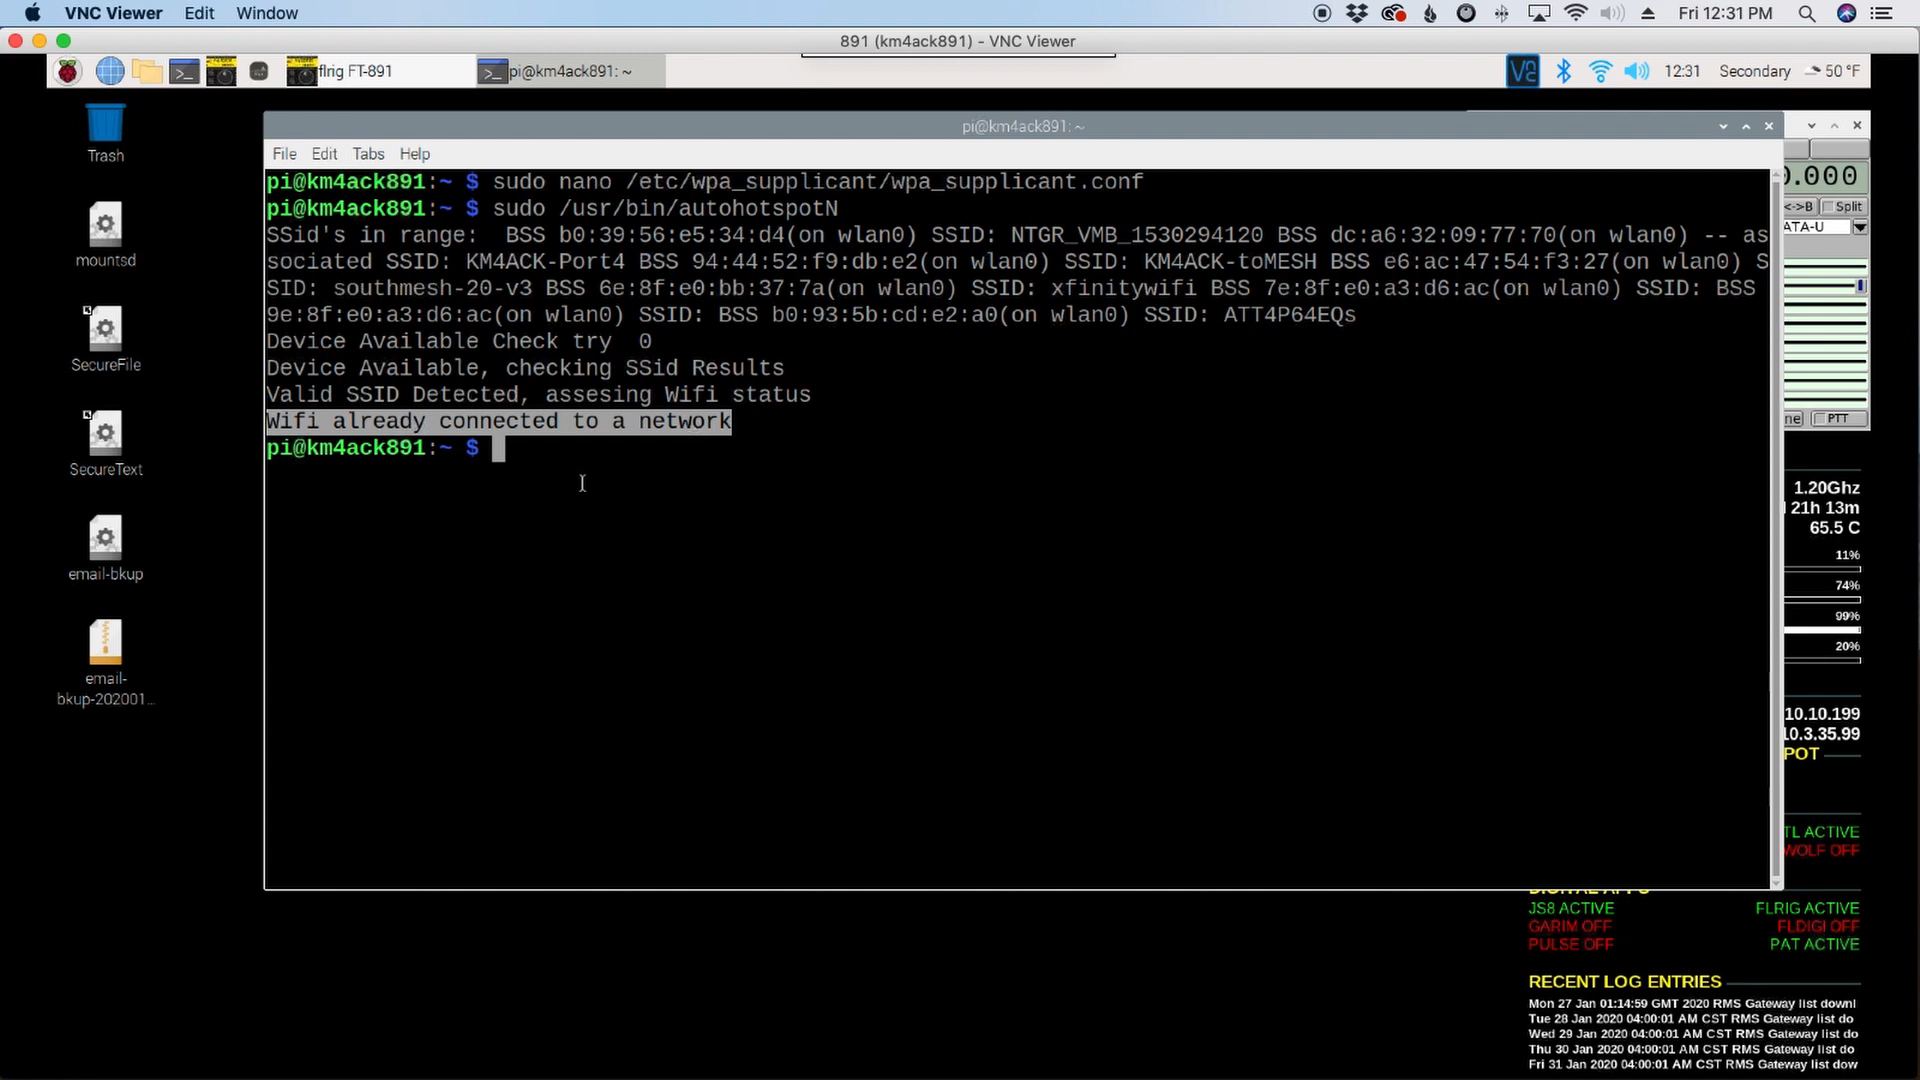 VNC Viewer Edit Window Fri 12:31 PM
891 (km4ack891) - VNC Viewer
flrig FT-891 pi@km4ack891: ~ 12:31 Secondary 50 °F
pi@km4ack891: ~
File Edit Tabs Help
pi@km4ack891:~ $ sudo nano /etc/wpa_supplicant/wpa_supplicant.conf
pi@km4ack891:~ $ sudo /usr/bin/autohotspotN
SSid's in range:  BSS b0:39:56:e5:34:d4(on wlan0) SSID: NTGR_VMB_1530294120 BSS dc:a6:32:09:77:70(on wlan0) -- as
sociated SSID: KM4ACK-Port4 BSS 94:44:52:f9:db:e2(on wlan0) SSID: KM4ACK-toMESH BSS e6:ac:47:54:f3:27(on wlan0) S
SID: southmesh-20-v3 BSS 6e:8f:e0:bb:37:7a(on wlan0) SSID: xfinitywifi BSS 7e:8f:e0:a3:d6:ac(on wlan0) SSID: BSS
9e:8f:e0:a3:d6:ac(on wlan0) SSID: BSS b0:93:5b:cd:e2:a0(on wlan0) SSID: ATT4P64EQs
Device Available Check try  0
Device Available, checking SSid Results
Valid SSID Detected, assesing Wifi status
Wifi already connected to a network
pi@km4ack891:~ $
Trash
mountsd
SecureFile
SecureText
email-bkup
email-
bkup-202001...
0.000
<->B Split
ATA-U
PTT
1.20Ghz
21h 13m
65.5 C
11%
74%
99%
20%
10.10.199
10.3.35.99
POT
TL ACTIVE
WOLF OFF
JS8 ACTIVE FLRIG ACTIVE
GARIM OFF FLDIGI OFF
PULSE OFF PAT ACTIVE
RECENT LOG ENTRIES
Mon 27 Jan 01:14:59 GMT 2020 RMS Gateway list downl
Tue 28 Jan 2020 04:00:01 AM CST RMS Gateway list do
Wed 29 Jan 2020 04:00:01 AM CST RMS Gateway list do
Thu 30 Jan 2020 04:00:01 AM CST RMS Gateway list do
Fri 31 Jan 2020 04:00:01 AM CST RMS Gateway list dow